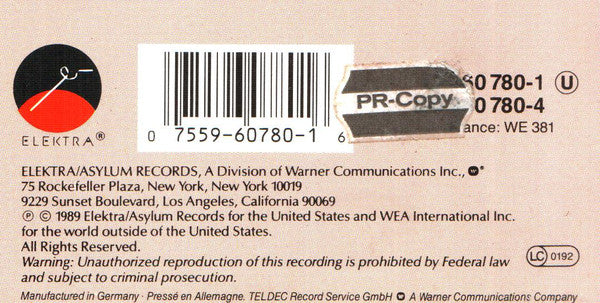 60 780-1 U
PR-Copy
0 780-4
ance: WE 381
0 7559-60780-1 6
ELEKTRA®
ELEKTRA/ASYLUM RECORDS, A Division of Warner Communications Inc., ®
75 Rockefeller Plaza, New York, New York 10019
9229 Sunset Boulevard, Los Angeles, California 90069
℗ © 1989 Elektra/Asylum Records for the United States and WEA International Inc.
for the world outside of the United States.
All Rights Reserved.
Warning: Unauthorized reproduction of this recording is prohibited by Federal law
and subject to criminal prosecution.
LC 0192
Manufactured in Germany · Pressé en Allemagne. TELDEC Record Service GmbH A Warner Communications Company